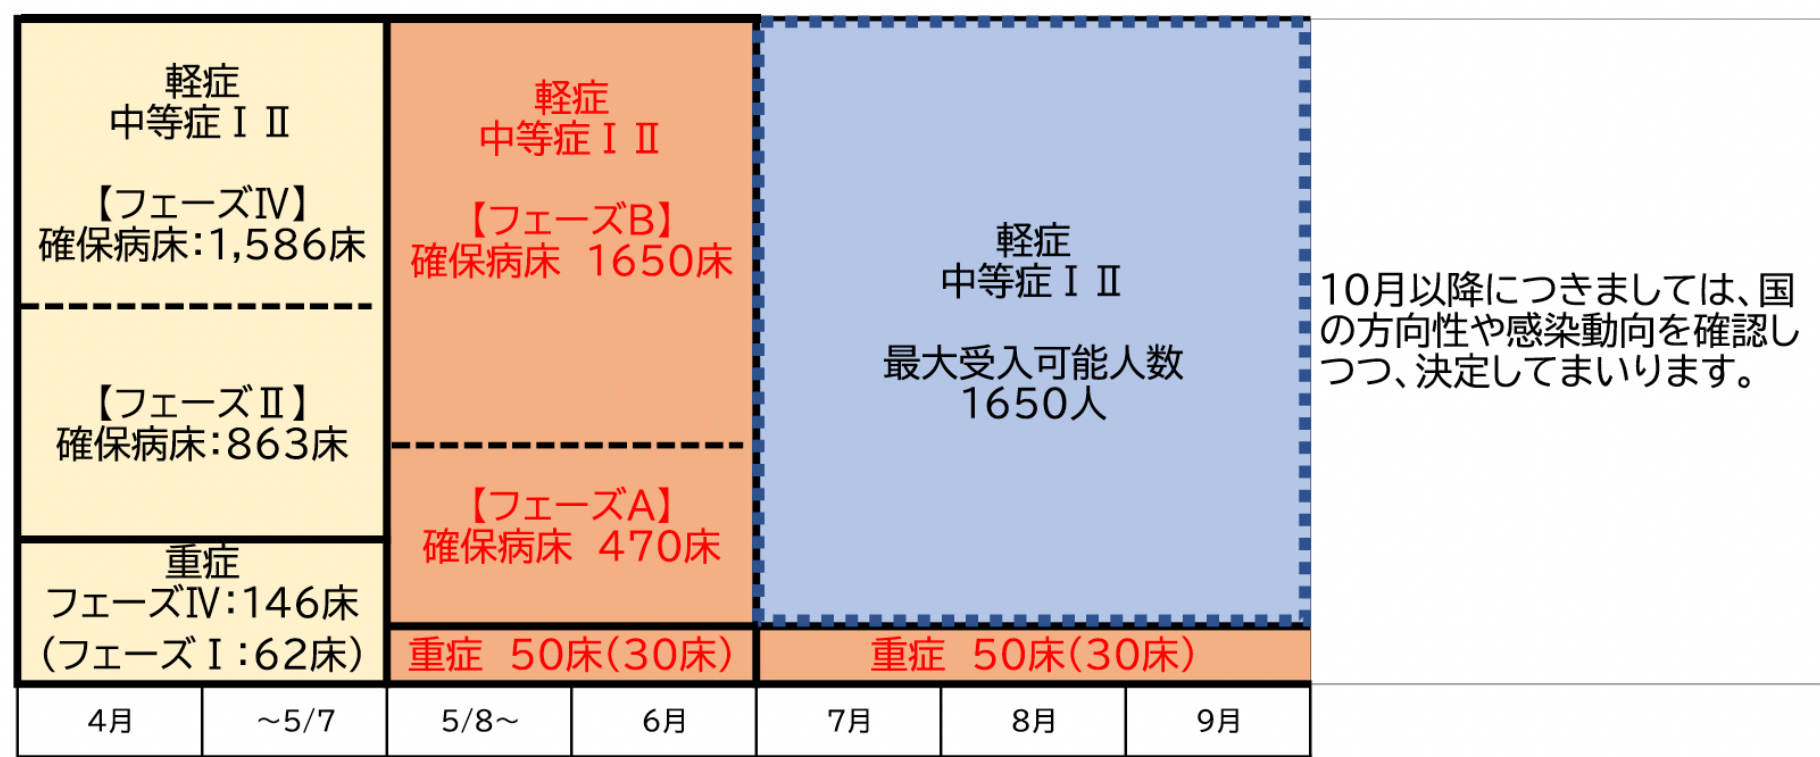 軽症
中等症Ⅰ Ⅱ
【フェーズⅣ】
確保病床：1,586床
【フェーズⅡ】
確保病床：863床
重症
フェーズⅣ：146床
（フェーズⅠ：62床）
軽症
中等症Ⅰ Ⅱ
【フェーズB】
確保病床 1650床
【フェーズA】
確保病床 470床
重症 50床（30床）
軽症
中等症Ⅰ Ⅱ
最大受入可能人数
1650人
重症 50床（30床）
10月以降につきましては、国
の方向性や感染動向を確認し
つつ、決定してまいります。
4月 ～5/7 5/8～ 6月 7月 8月 9月